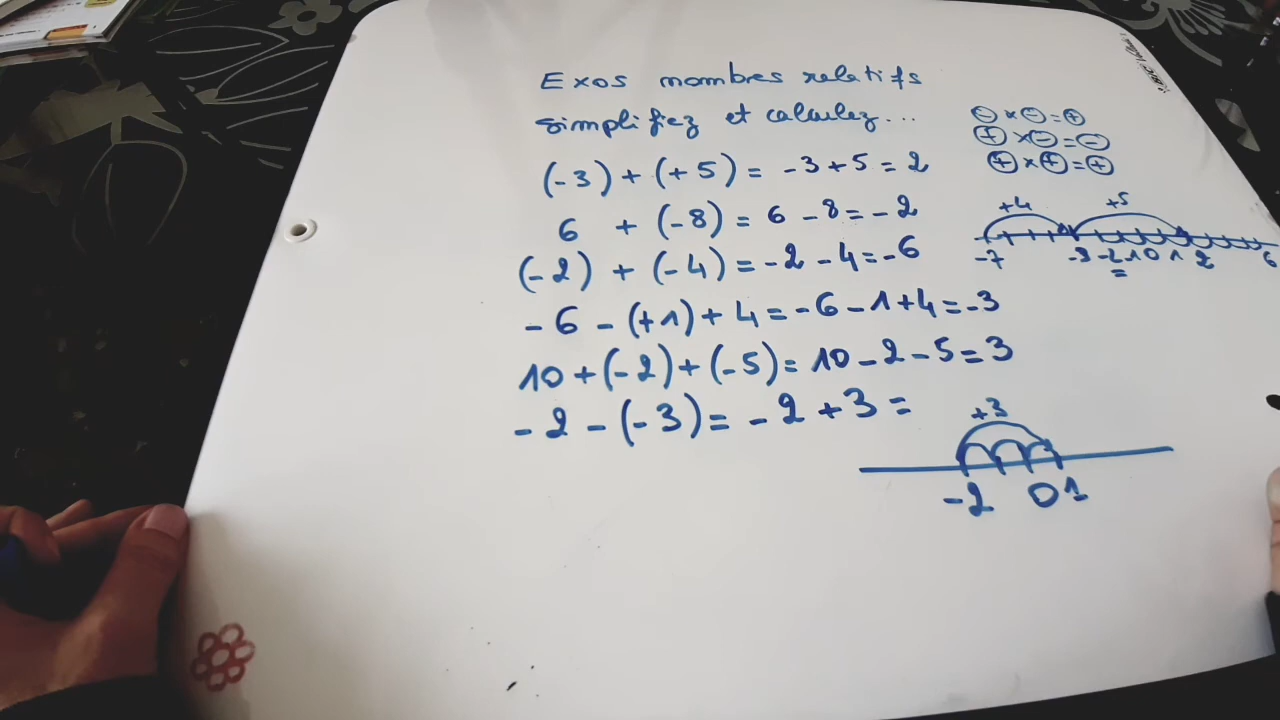 Exos nombres relatifs
simplifiez et calculez...
(-3) + (+5) = -3+5 = 2
6 + (-8) = 6 - 8 = - 2
(-2) + (-4) = -2 - 4 = -6
- 6 - (+1) + 4 = -6 - 1 + 4 = -3
10 + (-2) + (-5) = 10 - 2 - 5 = 3
- 2 - (-3) = - 2 + 3 =
⊖ × ⊖ = ⊕
⊕ × ⊖ = ⊖
⊕ × ⊕ = ⊕
+4 +5
-7 -3 -2 -1 0 1 2 6
=
+3
-2 0 1